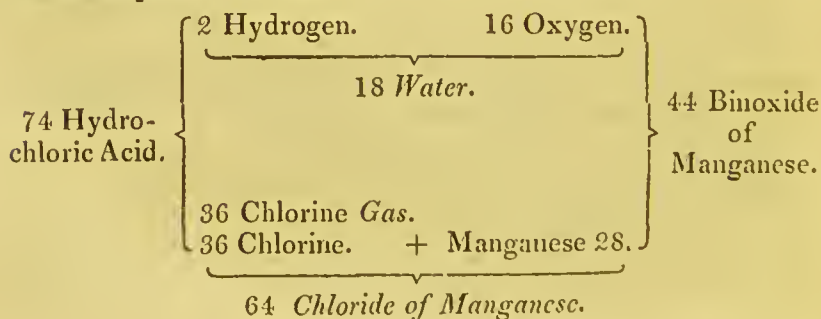 2 Hydrogen. 16 Oxygen.
18 Water.
74 Hydro-
chloric Acid.
44 Binoxide
of
Manganese.
36 Chlorine Gas.
36 Chlorine. + Manganese 28.
64 Chloride of Manganese.